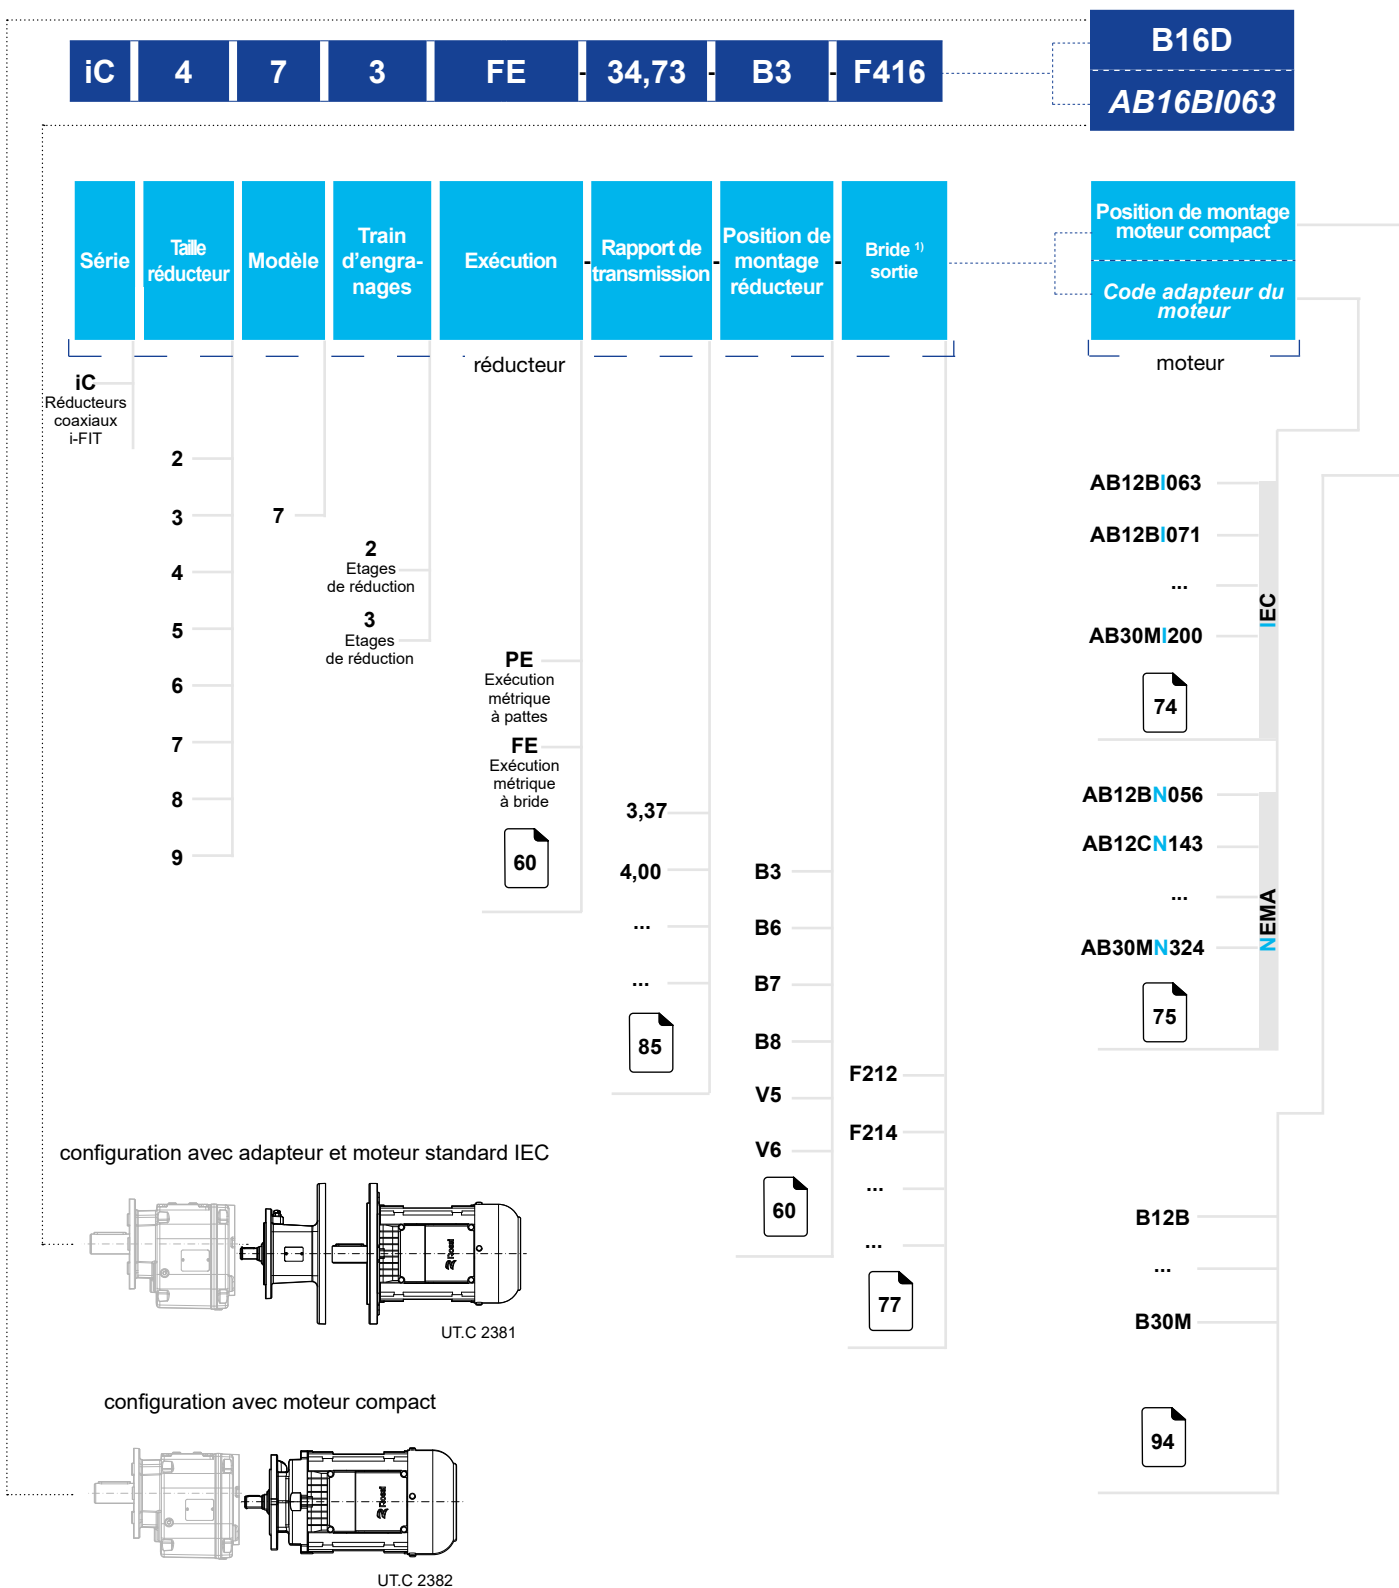 iC 4 7 3 FE - 34,73 - B3 - F416
B16D
AB16BI063
Série
Taille
réducteur
Modèle
Train
d'engra-
nages
Exécution
-
Rapport de
transmission
-
Position de
montage
réducteur
-
Bride 1)
sortie
Position de montage
moteur compact
Code adapteur du
moteur
réducteur
moteur
iC
Réducteurs
coaxiaux
i-FIT
2
3
4
5
6
7
8
9
7
2
Etages
de réduction
3
Etages
de réduction
PE
Exécution
métrique
à pattes
FE
Exécution
métrique
à bride
60
3,37
4,00
...
...
85
B3
B6
B7
B8
V5
V6
60
F212
F214
...
...
77
AB12BI063
AB12BI071
...
AB30MI200
IEC
74
AB12BN056
AB12CN143
...
AB30MN324
NEMA
75
B12B
...
B30M
94
configuration avec adapteur et moteur standard IEC
Rossi
UT.C 2381
configuration avec moteur compact
Rossi
UT.C 2382